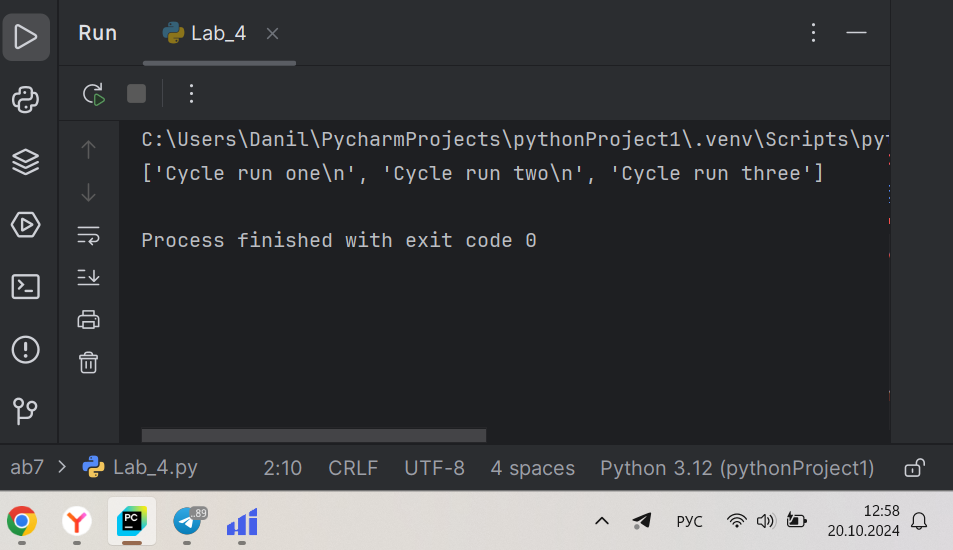 Run Lab_4
C:\Users\Danil\PycharmProjects\pythonProject1\.venv\Scripts\pyt
['Cycle run one\n', 'Cycle run two\n', 'Cycle run three']
Process finished with exit code 0
ab7 > Lab_4.py 2:10 CRLF UTF-8 4 spaces Python 3.12 (pythonProject1)
PC 89 РУС 12:58
20.10.2024